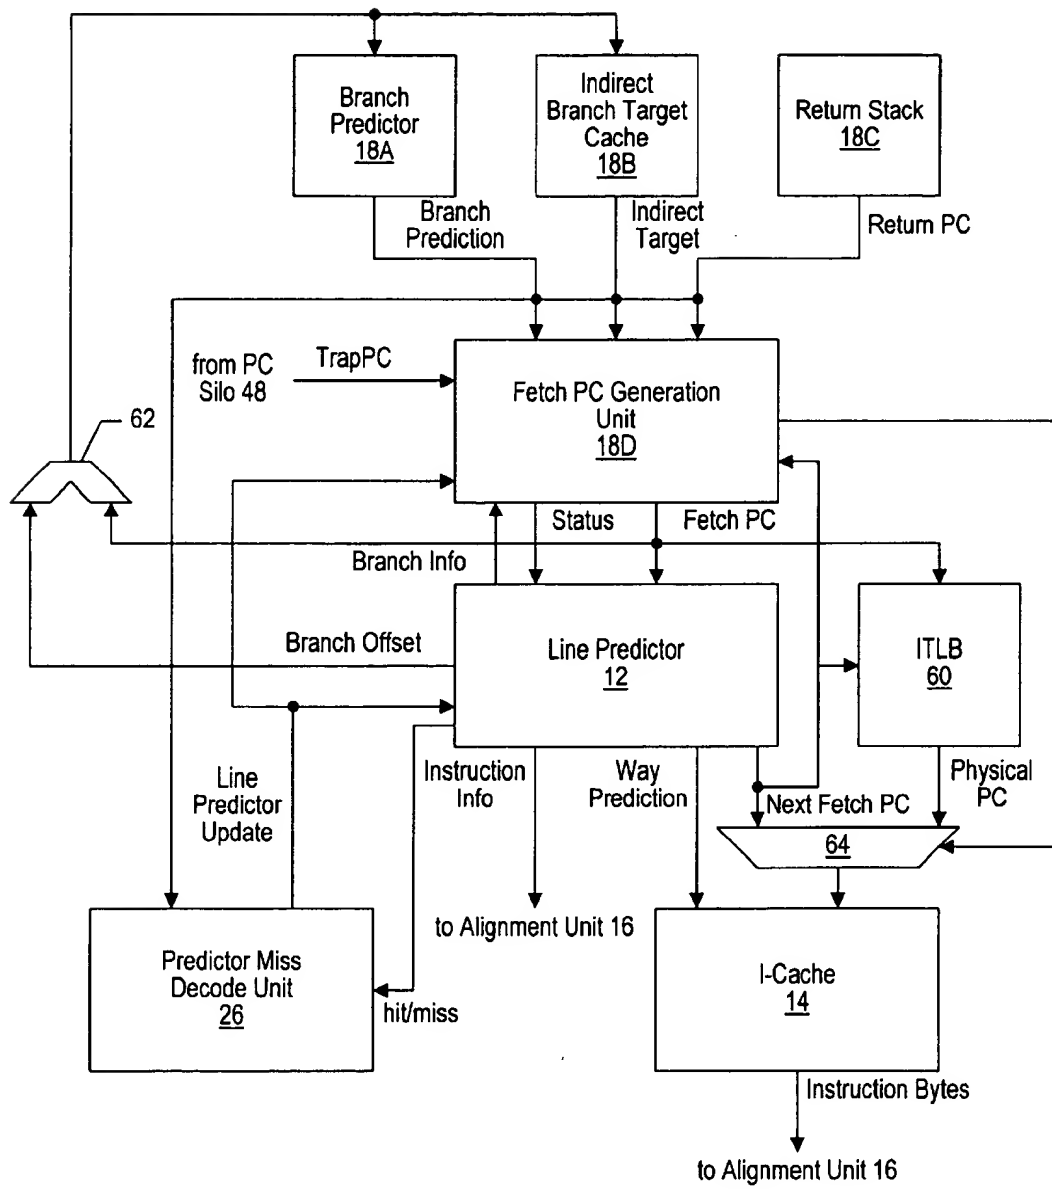 Branch
Predictor
18A
Indirect
Branch Target
Cache
18B
Return Stack
18C
Branch
Prediction
Indirect
Target
Return PC
from PC
Silo 48
TrapPC
Fetch PC Generation
Unit
18D
62
Status
Fetch PC
Branch Info
Branch Offset
Line Predictor
12
ITLB
60
Line
Predictor
Update
Instruction
Info
Way
Prediction
Next Fetch PC
Physical
PC
64
to Alignment Unit 16
Predictor Miss
Decode Unit
26
hit/miss
I-Cache
14
Instruction Bytes
to Alignment Unit 16